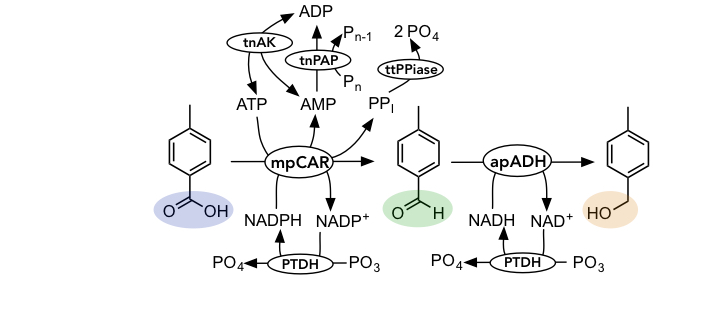 ADP
tnAK
Pn-1
2 PO4
tnPAP
ttPPiase
Pn
ATP
AMP
PPI
mpCAR
apADH
O
OH
O
H
HO
NADPH
NADP+
NADH
NAD+
PO4
PTDH
PO3
PO4
PTDH
PO3